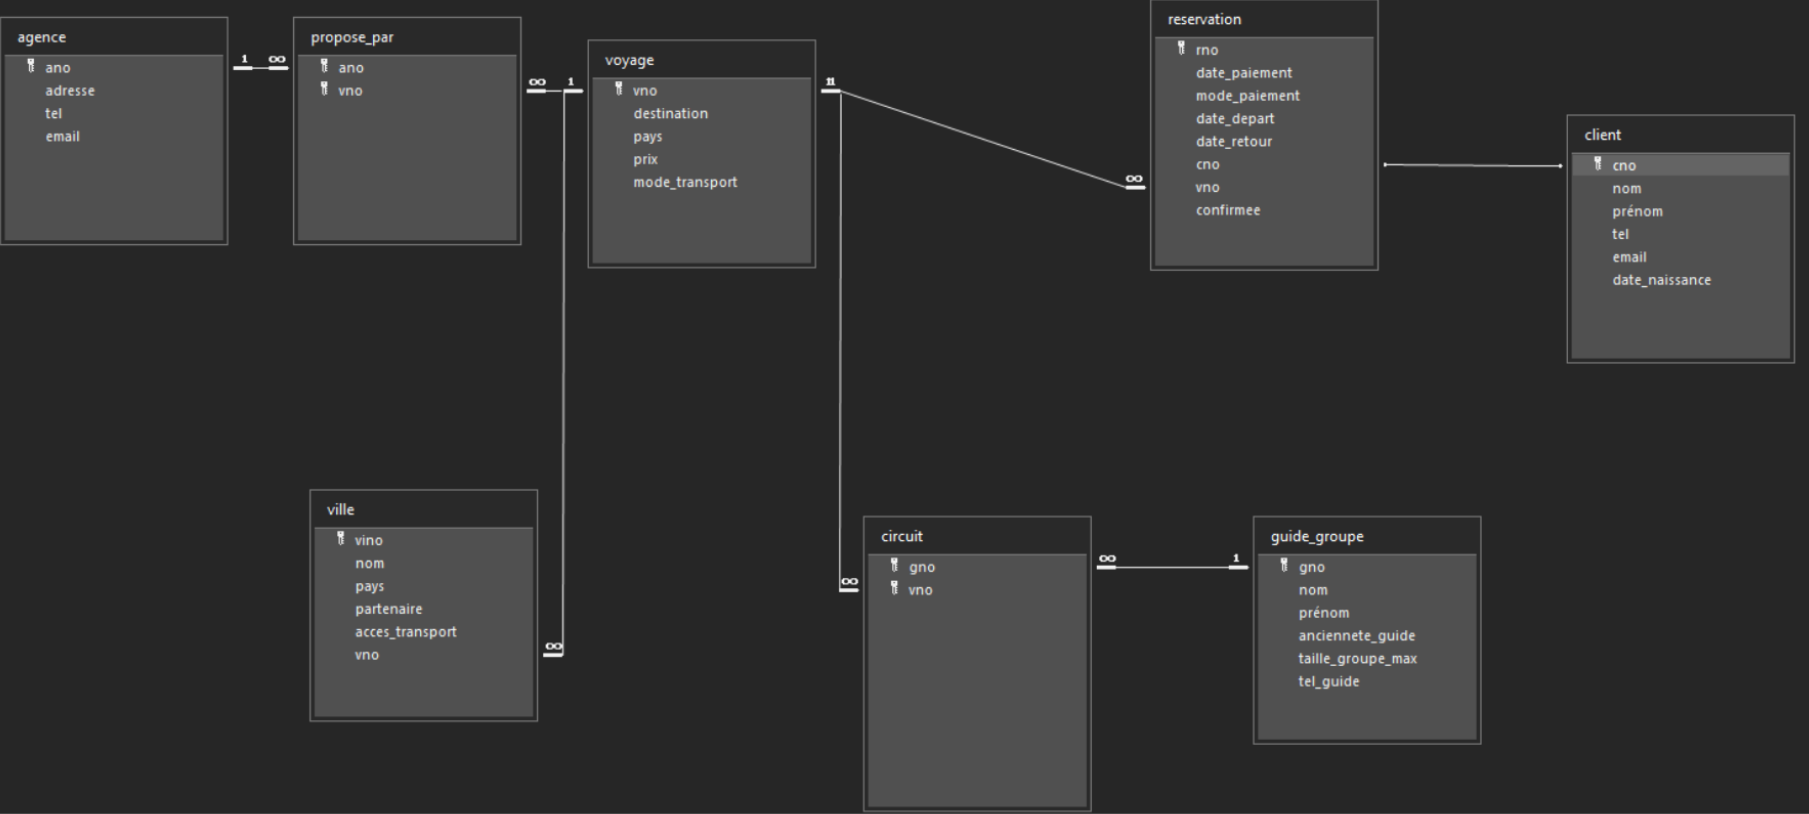 agence
ano
adresse
tel
email
1 ∞
propose_par
ano
vno
∞ 1
voyage
vno
destination
pays
prix
mode_transport
11
∞
reservation
rno
date_paiement
mode_paiement
date_depart
date_retour
cno
vno
confirmee
client
cno
nom
prénom
tel
email
date_naissance
ville
vino
nom
pays
partenaire
acces_transport
vno
∞
∞
circuit
gno
vno
∞ 1
guide_groupe
gno
nom
prénom
anciennete_guide
taille_groupe_max
tel_guide